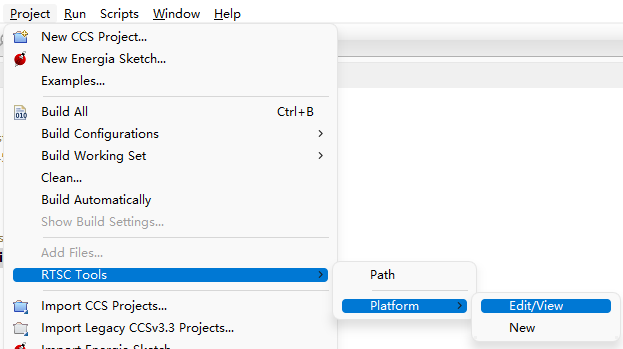 Project Run Scripts Window Help
New CCS Project...
New Energia Sketch...
Examples...
Build All Ctrl+B
Build Configurations
Build Working Set
Clean...
Build Automatically
Show Build Settings...
Add Files...
RTSC Tools
Path
Platform
Edit/View
New
Import CCS Projects...
Import Legacy CCSv3.3 Projects...
Import Energia Sketch